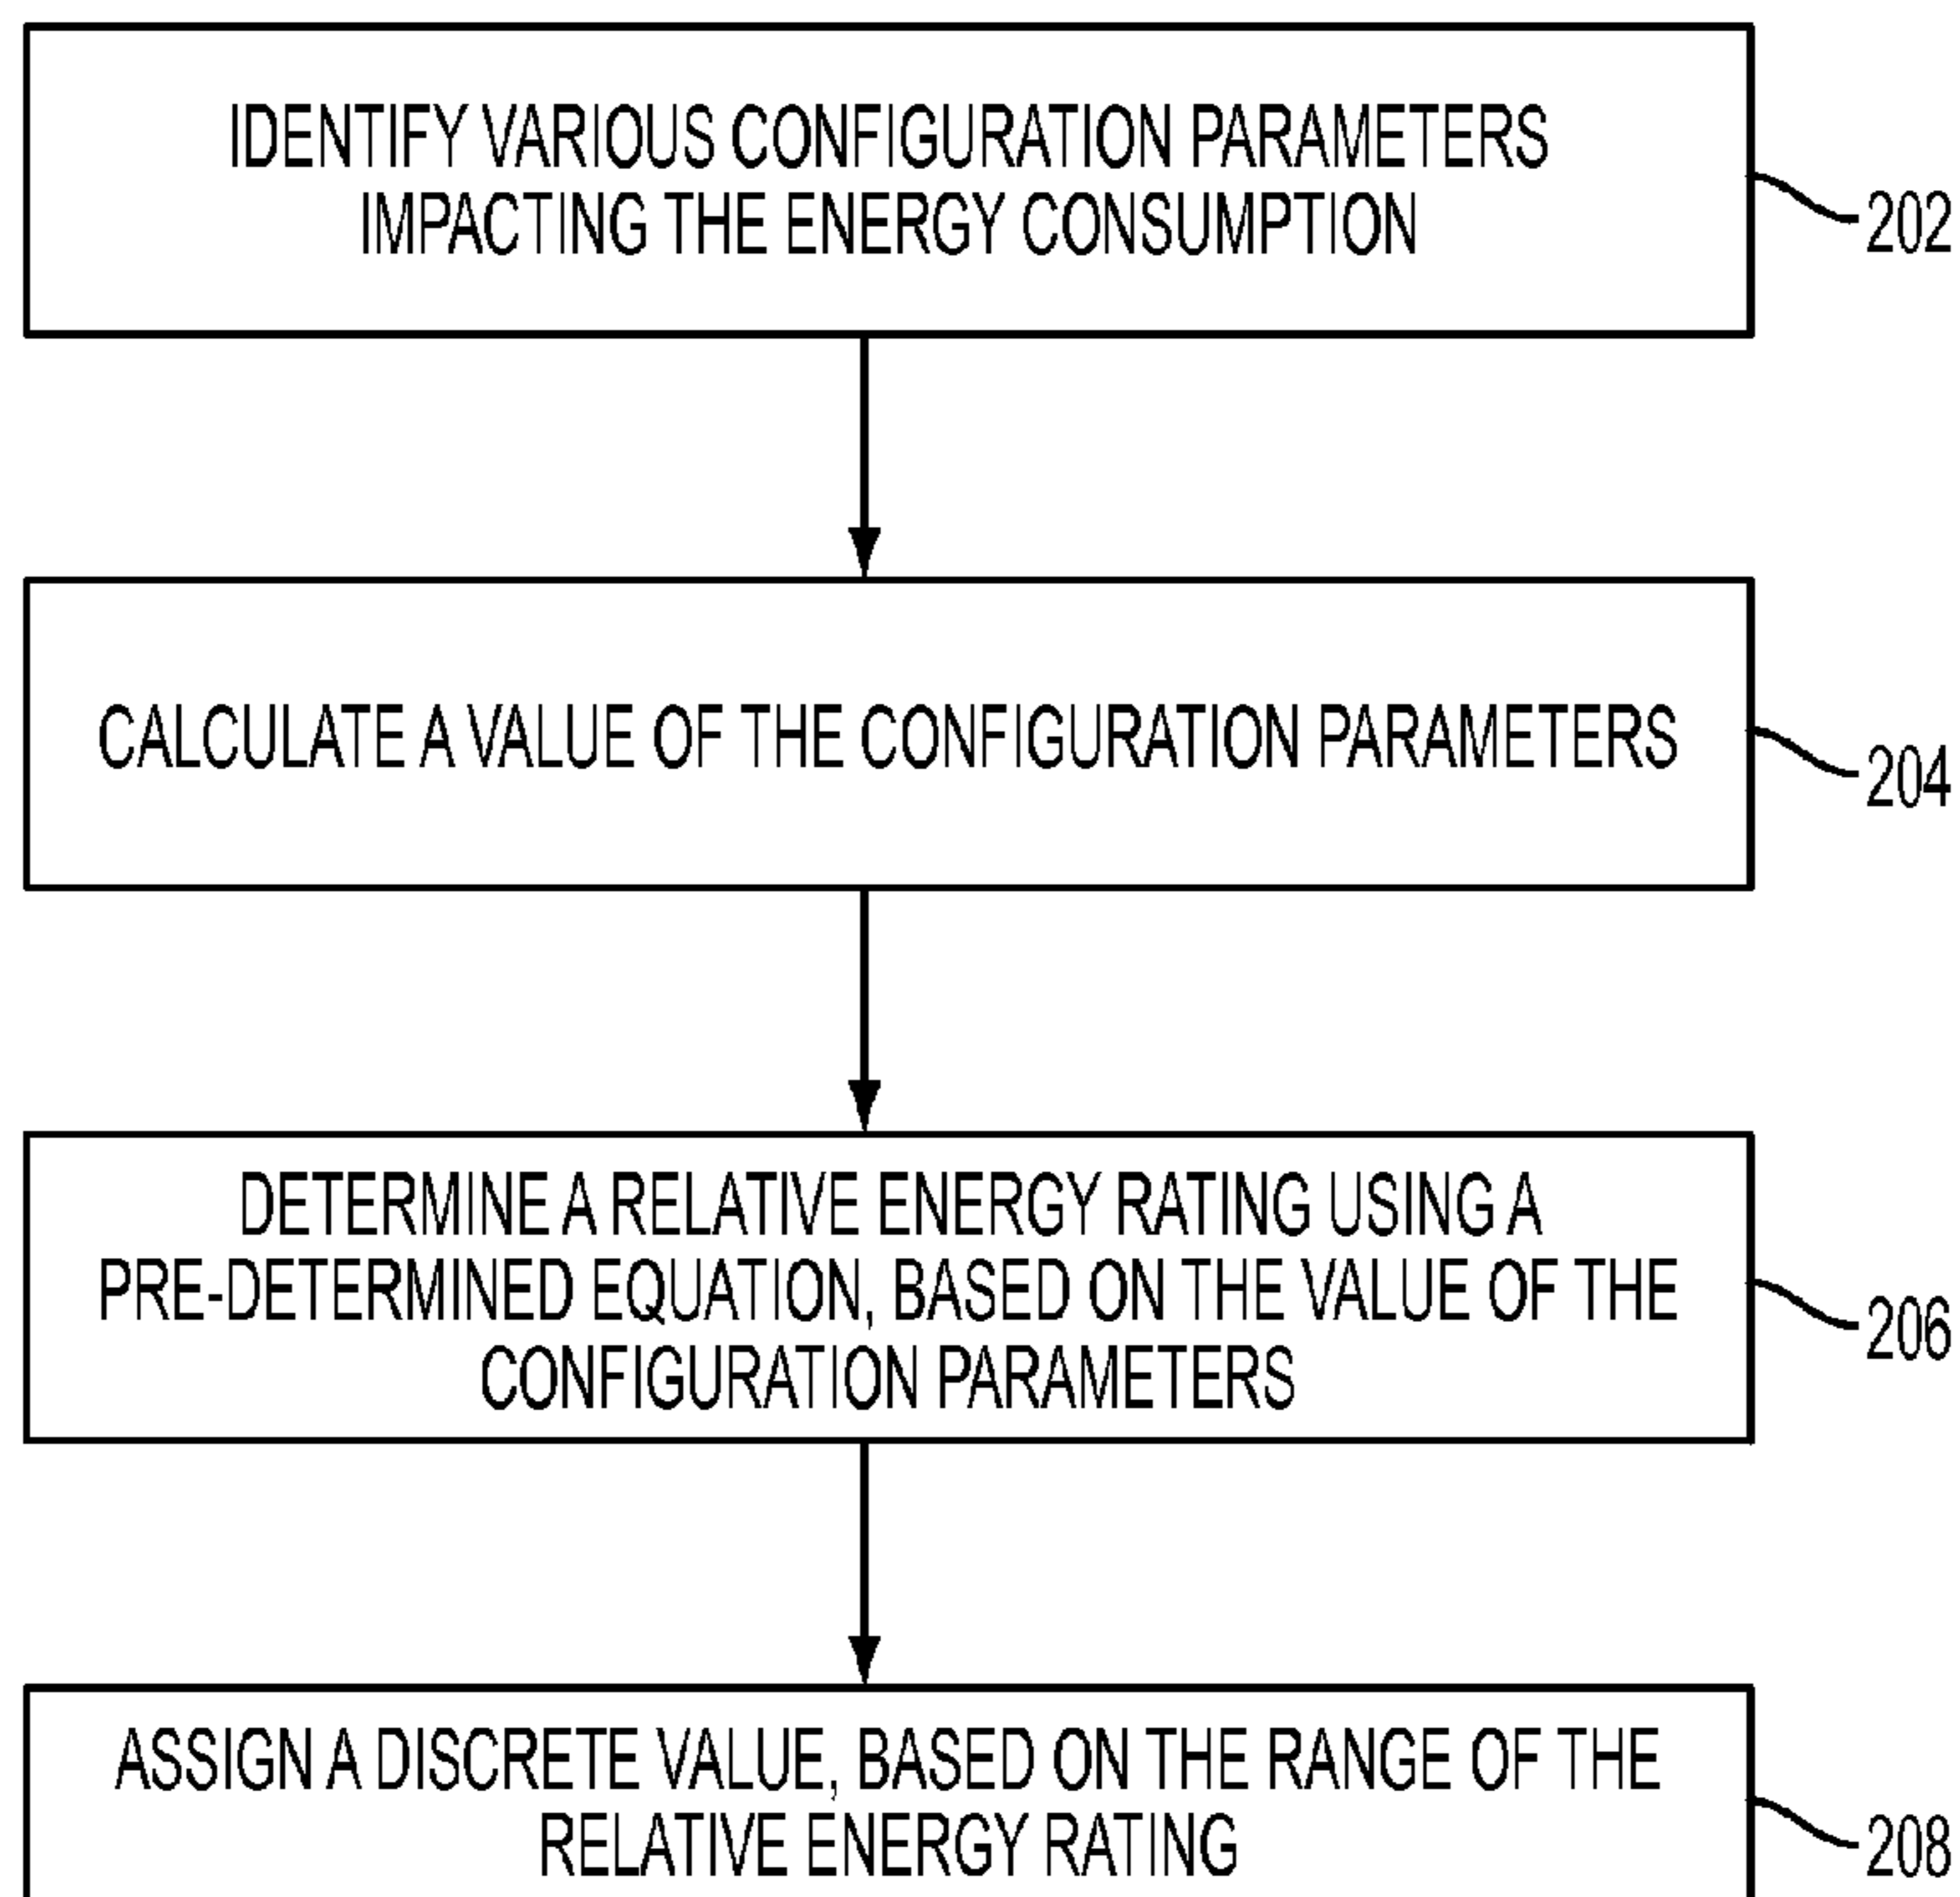 IDENTIFY VARIOUS CONFIGURATION PARAMETERS
IMPACTING THE ENERGY CONSUMPTION
202
CALCULATE A VALUE OF THE CONFIGURATION PARAMETERS
204
DETERMINE A RELATIVE ENERGY RATING USING A
PRE-DETERMINED EQUATION, BASED ON THE VALUE OF THE
CONFIGURATION PARAMETERS
206
ASSIGN A DISCRETE VALUE, BASED ON THE RANGE OF THE
RELATIVE ENERGY RATING
208